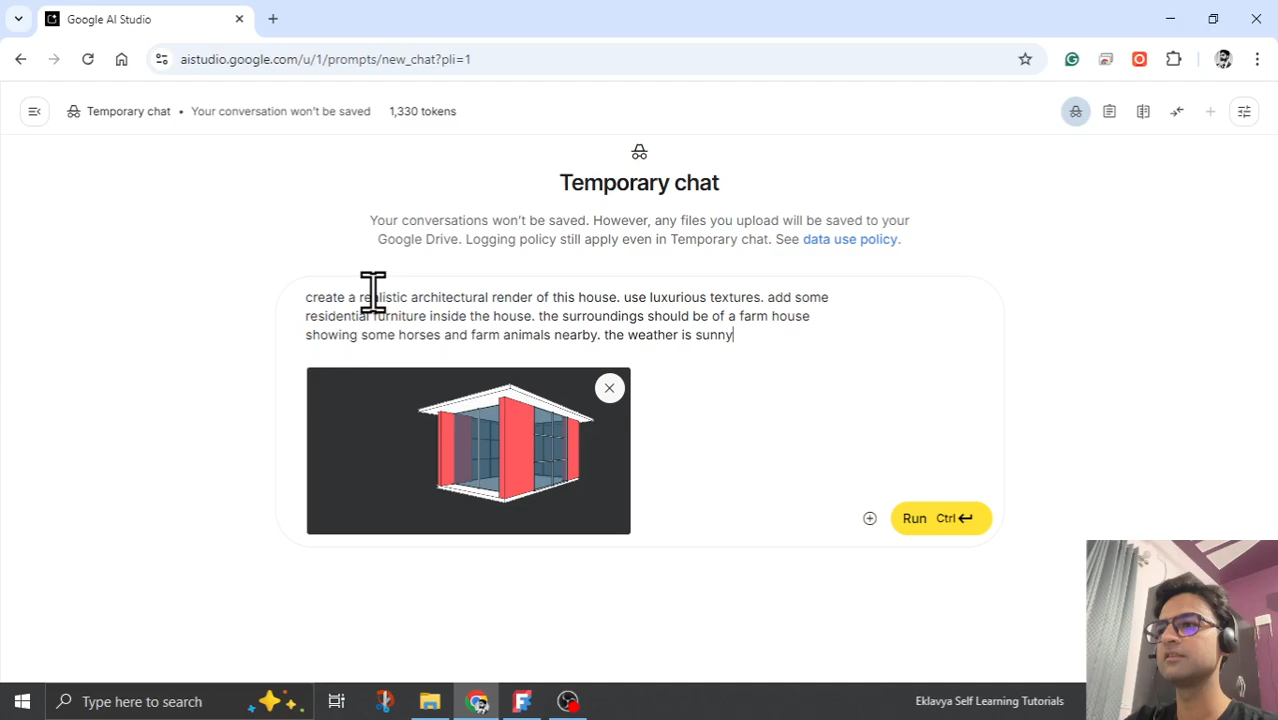 Google AI Studio
aistudio.google.com/u/1/prompts/new_chat?pli=1
Temporary chat • Your conversation won't be saved 1,330 tokens
Temporary chat
Your conversations won't be saved. However, any files you upload will be saved to your
Google Drive. Logging policy still apply even in Temporary chat. See data use policy.
create a realistic architectural render of this house. use luxurious textures. add some
residential furniture inside the house. the surroundings should be of a farm house
showing some horses and farm animals nearby. the weather is sunny
Run Ctrl
Type here to search
Eklavya Self Learning Tutorials